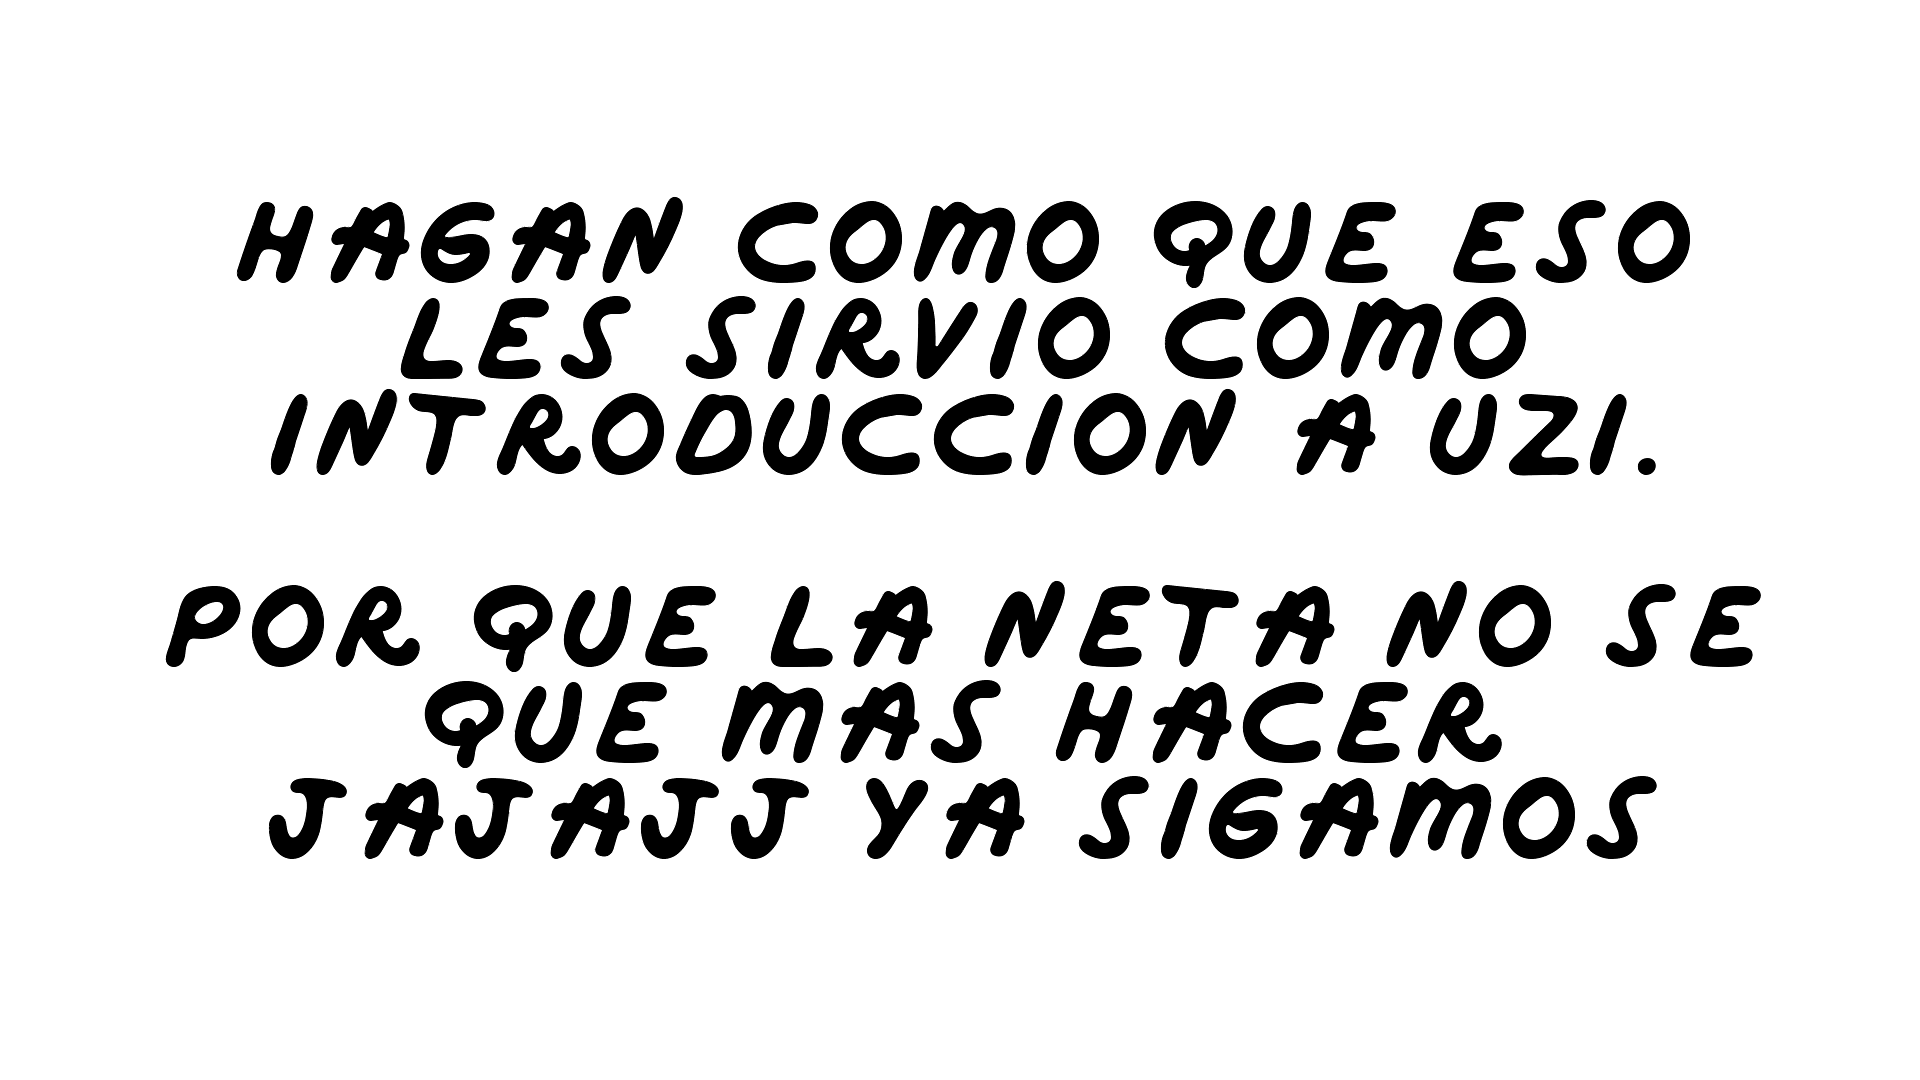 HAGAN COMO QUE ESO
LES SIRVIO COMO
INTRODUCCION A UZI.
POR QUE LA NETA NO SE
QUE MAS HACER
JAJAJJ YA SIGAMOS